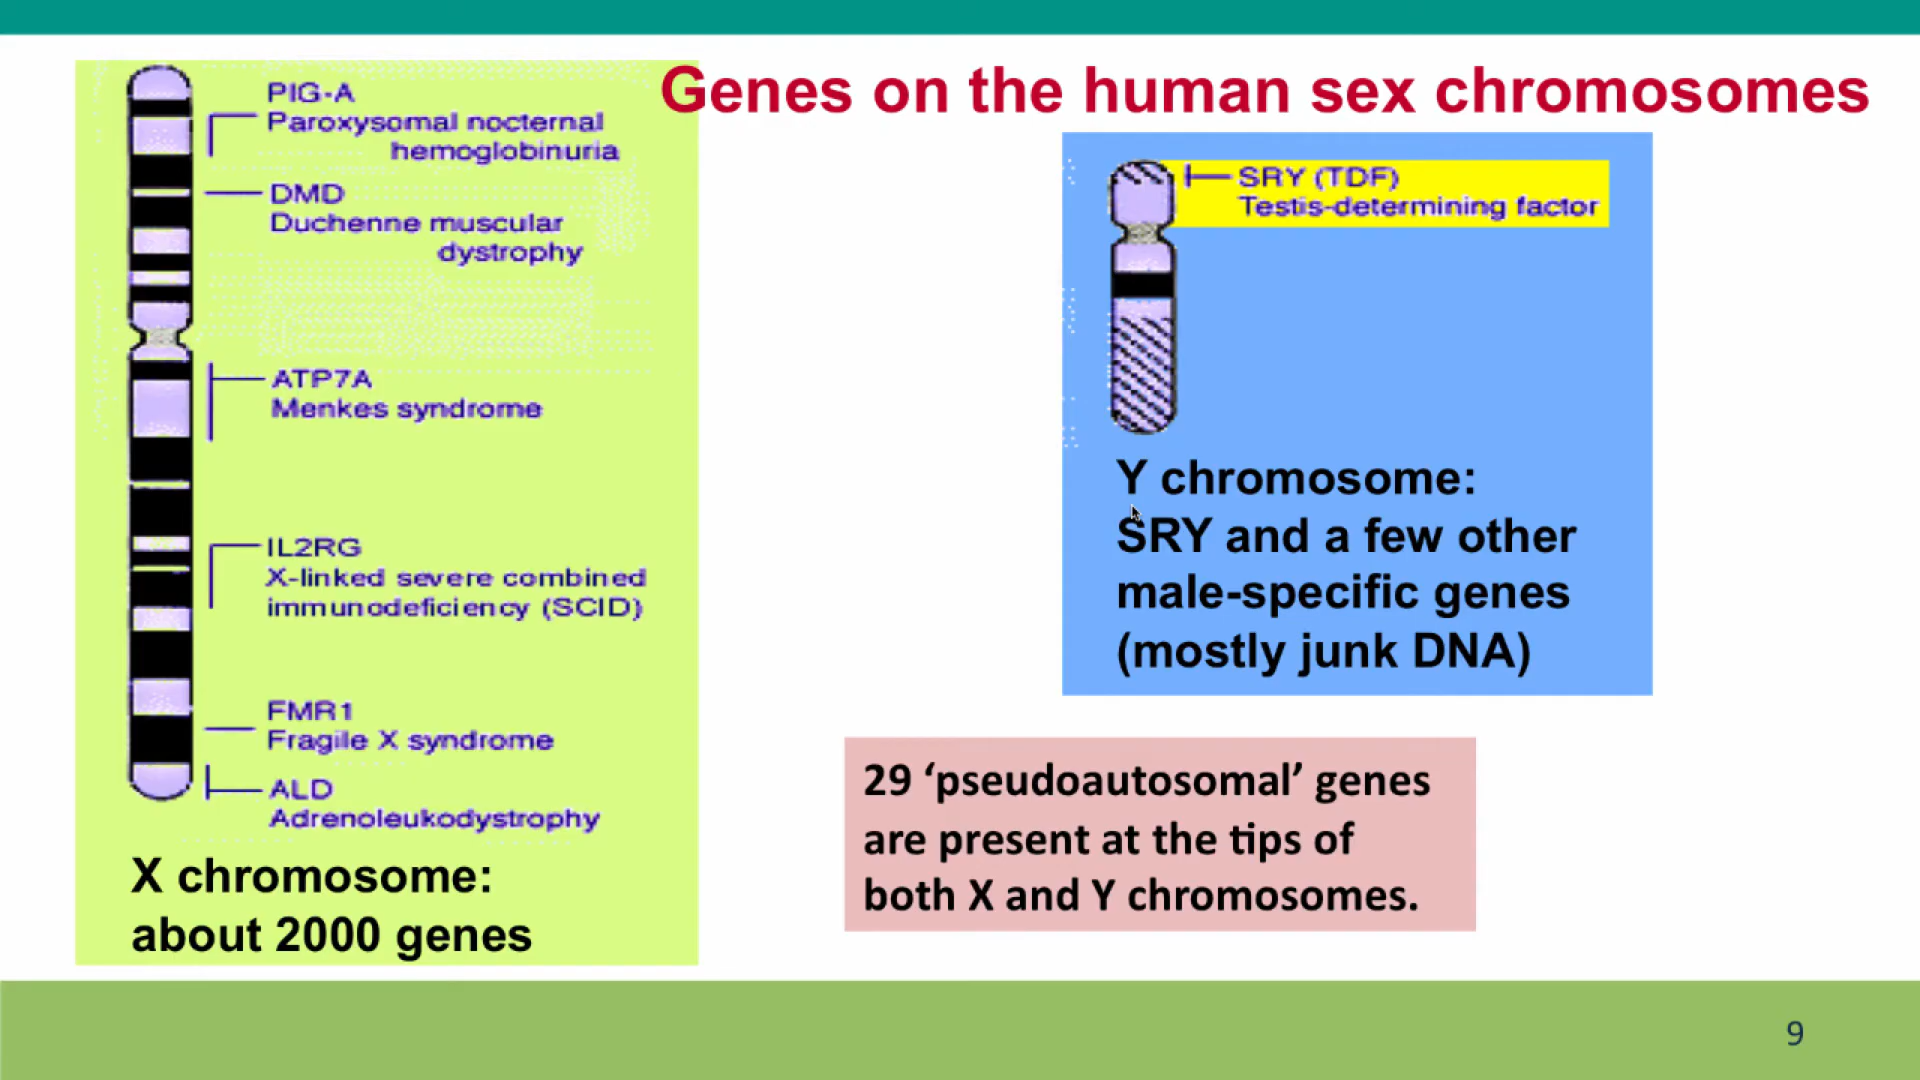 Genes on the human sex chromosomes
PIG-A
Paroxysomal nocternal
hemoglobinuria
DMD
Duchenne muscular
dystrophy
ATP7A
Menkes syndrome
IL2RG
X-linked severe combined
immunodeficiency (SCID)
FMR1
Fragile X syndrome
ALD
Adrenoleukodystrophy
X chromosome:
about 2000 genes
SRY (TDF)
Testis-determining factor
Y chromosome:
SRY and a few other
male-specific genes
(mostly junk DNA)
29 ‘pseudoautosomal’ genes
are present at the tips of
both X and Y chromosomes.
9